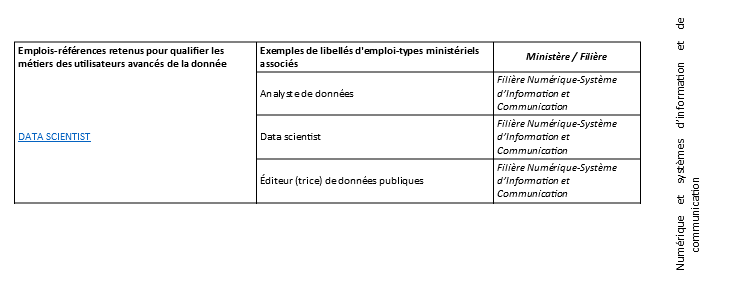 Emplois-références retenus pour qualifier les
métiers des utilisateurs avancés de la donnée
Exemples de libellés d'emploi-types ministériels
associés
Ministère / Filière
DATA SCIENTIST
Analyste de données
Filière Numérique-Système
d'Information et
Communication
Data scientist
Filière Numérique-Système
d'Information et
Communication
Éditeur (trice) de données publiques
Filière Numérique-Système
d'Information et
Communication
Numérique et systèmes d'information et de
communication